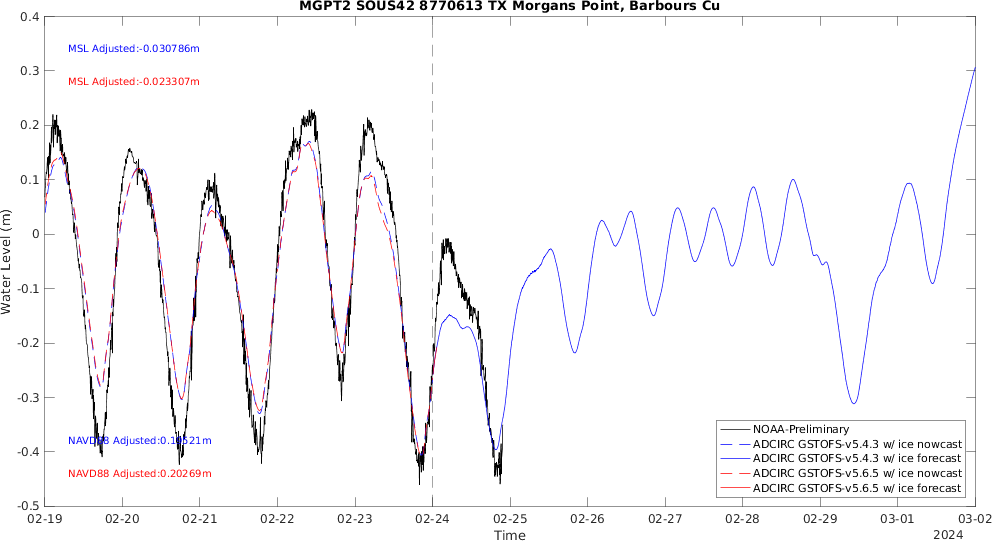 MGPT2 SOUS42 8770613 TX Morgans Point, Barbours Cu
0.4
MSL Adjusted:-0.030786m
0.3
MSL Adjusted:-0.023307m
0.2
0.1
0
Water Level (m)
-0.1
-0.2
-0.3
NOAA-Preliminary
NAVD88
-0.4
ADCIRC GSTOFS-v5.4.3 w/ ice nowcast
ADCIRC GSTOFS-v5.4.3 w/ ice forecast
NAVD88 Adjusted:0.20269m
ADCIRC GSTOFS-v5.6.5 w/ ice nowcast
ADCIRC GSTOFS-v5.6.5 w/ ice forecast
-0.5
02-19 02-20 02-21 02-22 02-23 02-24 02-25 02-26 02-27 02-28 02-29 03-01 03-02
Time
2024